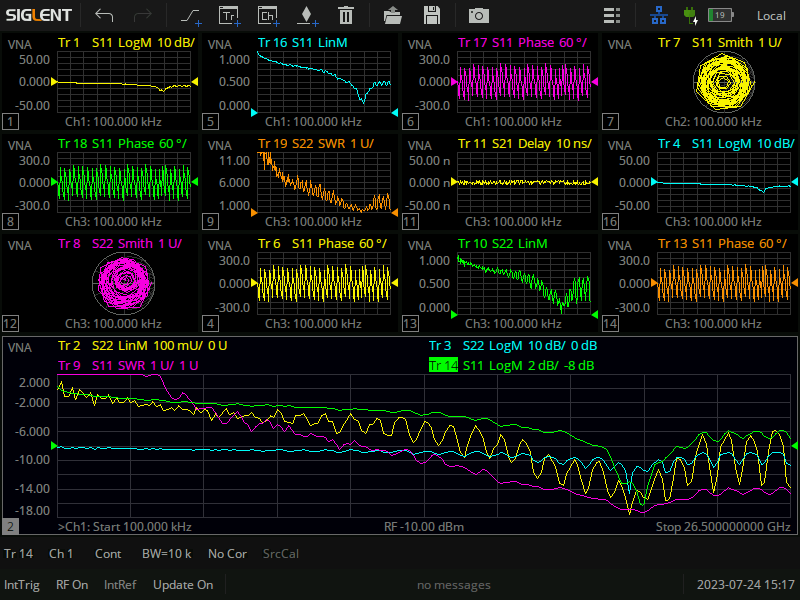 SIGLENT Tr Ch 19 Local
VNA Tr 1 S11 LogM 10 dB/
50.00
0.000
-50.00
1 Ch1: 100.000 kHz
VNA Tr 16 S11 LinM
1.000
0.500
0.000
5 Ch1: 100.000 kHz
VNA Tr 17 S11 Phase 60 °/
300.0
0.000
-300.0
6 Ch1: 100.000 kHz
VNA Tr 7 S11 Smith 1 U/
7 Ch2: 100.000 kHz
VNA Tr 18 S11 Phase 60 °/
300.0
0.000
-300.0
8 Ch3: 100.000 kHz
VNA Tr 19 S22 SWR 1 U/
11.00
6.000
1.000
9 Ch3: 100.000 kHz
VNA Tr 11 S21 Delay 10 ns/
50.00 n
0.000 n
-50.00 n
11 Ch3: 100.000 kHz
VNA Tr 4 S11 LogM 10 dB/
50.00
0.000
-50.00
16 Ch3: 100.000 kHz
VNA Tr 8 S22 Smith 1 U/
12 Ch3: 100.000 kHz
VNA Tr 6 S11 Phase 60 °/
300.0
0.000
-300.0
4 Ch3: 100.000 kHz
VNA Tr 10 S22 LinM
1.000
0.500
0.000
13 Ch3: 100.000 kHz
VNA Tr 13 S11 Phase 60 °/
300.0
0.000
-300.0
14 Ch3: 100.000 kHz
VNA Tr 2 S22 LinM 100 mU/ 0 U Tr 3 S22 LogM 10 dB/ 0 dB
Tr 9 S11 SWR 1 U/ 1 U Tr 14 S11 LogM 2 dB/ -8 dB
2.000
-2.000
-6.000
-10.00
-14.00
-18.00
2 >Ch1: Start 100.000 kHz RF -10.00 dBm Stop 26.500000000 GHz
Tr 14 Ch 1 Cont BW=10 k No Cor SrcCal
IntTrig RF On IntRef Update On no messages 2023-07-24 15:17